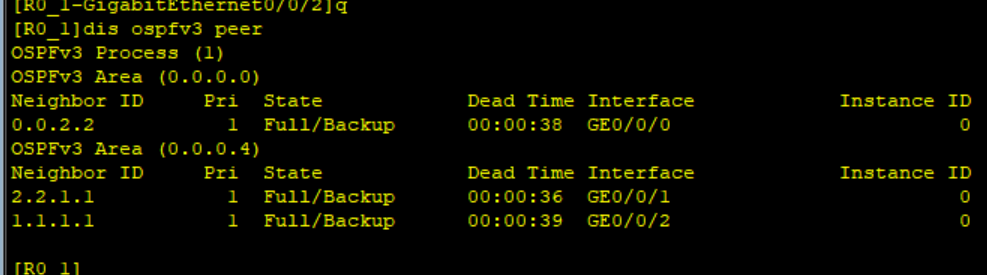 [R0_1-GigabitEthernet0/0/2]q
[R0_1]dis ospfv3 peer
OSPFv3 Process (1)
OSPFv3 Area (0.0.0.0)
Neighbor ID     Pri  State            Dead Time Interface            Instance ID
0.0.2.2           1  Full/Backup      00:00:38  GE0/0/0                        0
OSPFv3 Area (0.0.0.4)
Neighbor ID     Pri  State            Dead Time Interface            Instance ID
2.2.1.1           1  Full/Backup      00:00:36  GE0/0/1                        0
1.1.1.1           1  Full/Backup      00:00:39  GE0/0/2                        0
[R0_1]